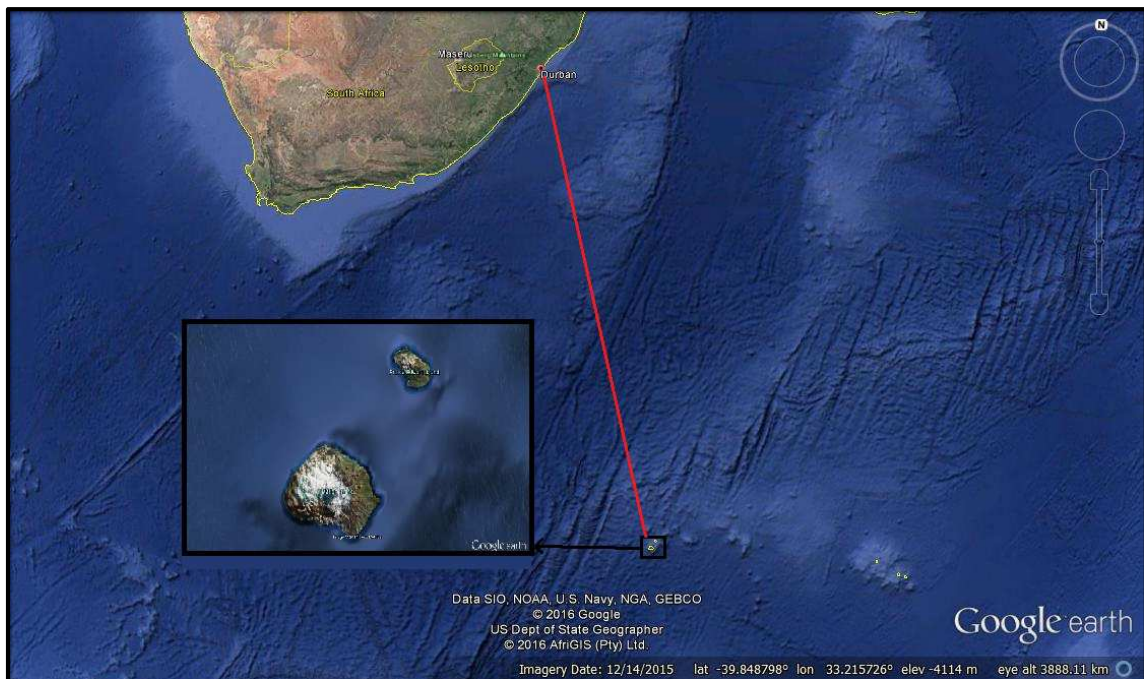 N
Maseru
Lesotho
Durban
South Africa
Google earth
Data SIO, NOAA, U.S. Navy, NGA, GEBCO
© 2016 Google
US Dept of State Geographer
© 2016 AfriGIS (Pty) Ltd.
Google earth
Imagery Date: 12/14/2015 lat -39.848798° lon 33.215726° elev -4114 m eye alt 3888.11 km